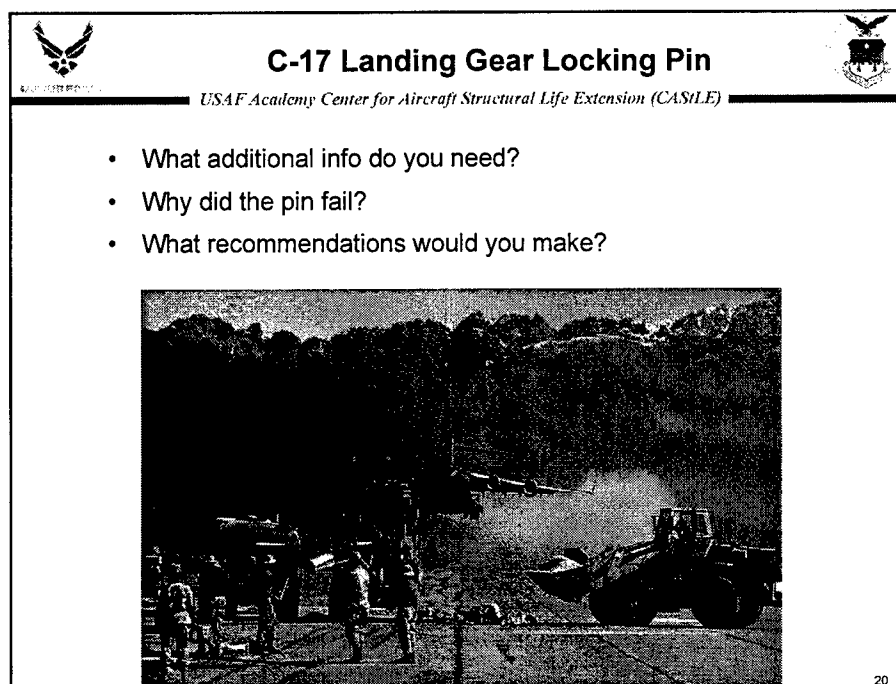 C-17 Landing Gear Locking Pin
USAF Academy Center for Aircraft Structural Life Extension (CAStLE)
• What additional info do you need?
• Why did the pin fail?
• What recommendations would you make?
20